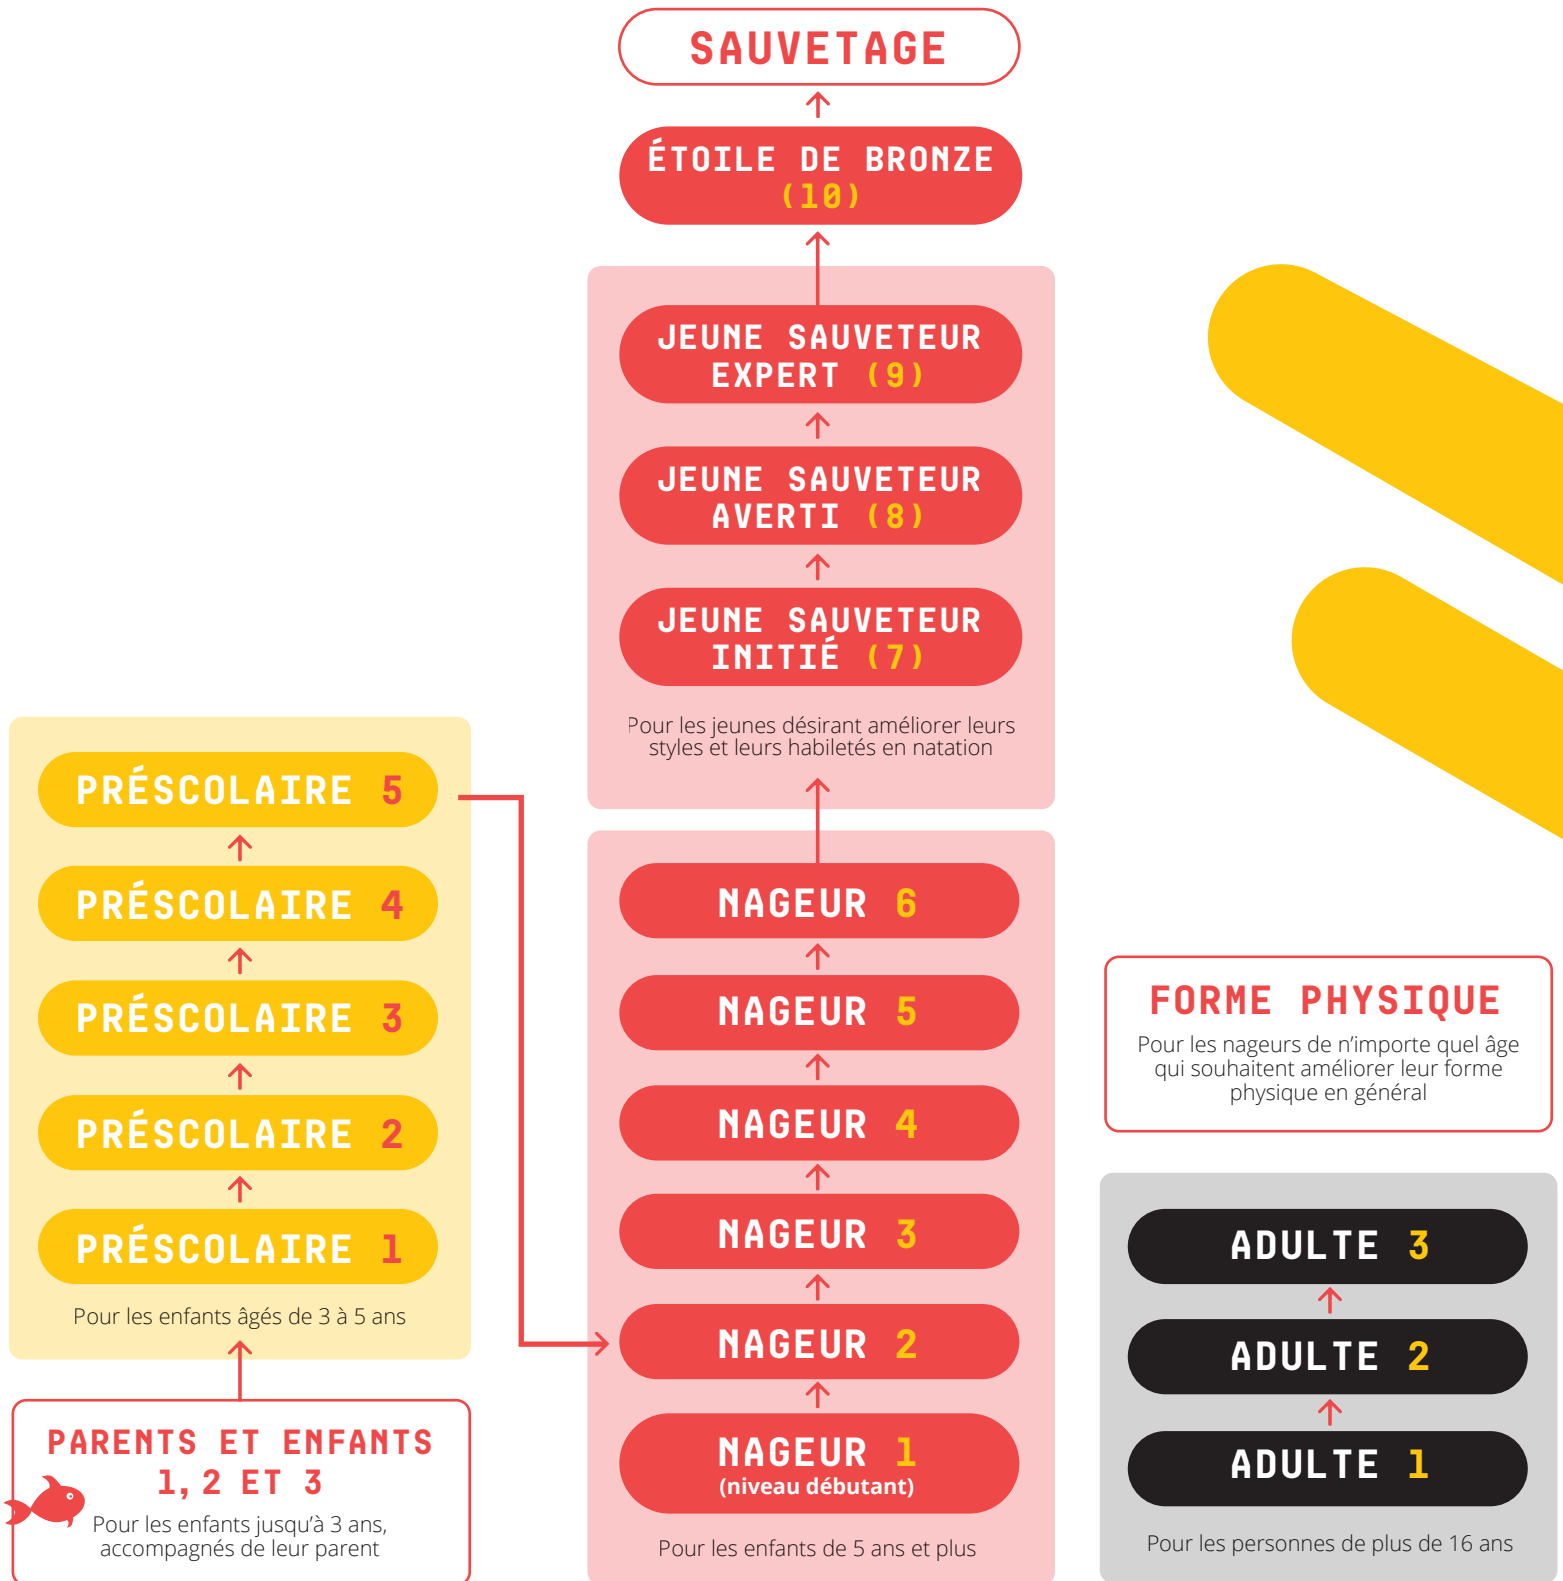 SAUVETAGE
ÉTOILE DE BRONZE
(10)
JEUNE SAUVETEUR
EXPERT (9)
JEUNE SAUVETEUR
AVERTI (8)
JEUNE SAUVETEUR
INITIÉ (7)
Pour les jeunes désirant améliorer leurs
styles et leurs habiletés en natation
PRÉSCOLAIRE 5
PRÉSCOLAIRE 4
PRÉSCOLAIRE 3
PRÉSCOLAIRE 2
PRÉSCOLAIRE 1
Pour les enfants âgés de 3 à 5 ans
PARENTS ET ENFANTS
1, 2 ET 3
Pour les enfants jusqu’à 3 ans,
accompagnés de leur parent
NAGEUR 6
NAGEUR 5
NAGEUR 4
NAGEUR 3
NAGEUR 2
NAGEUR 1
(niveau débutant)
Pour les enfants de 5 ans et plus
FORME PHYSIQUE
Pour les nageurs de n’importe quel âge
qui souhaitent améliorer leur forme
physique en général
ADULTE 3
ADULTE 2
ADULTE 1
Pour les personnes de plus de 16 ans